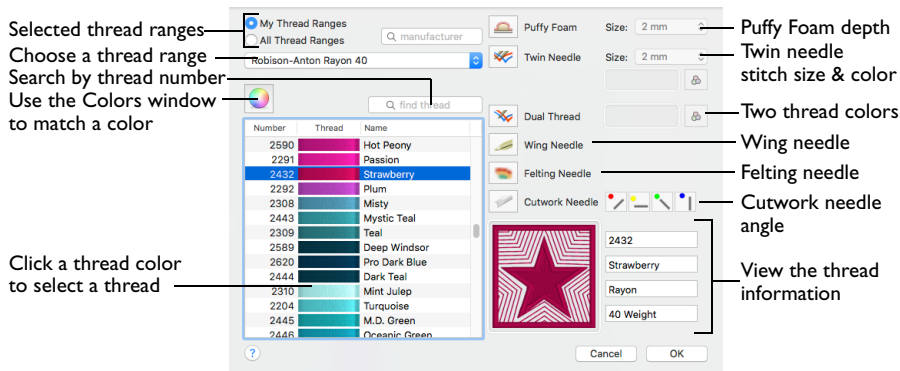 Selected thread ranges
Choose a thread range
Search by thread number
Use the Colors window
to match a color
Click a thread color
to select a thread
My Thread Ranges
All Thread Ranges
manufacturer
Robison-Anton Rayon 40
find thread
Number Thread Name
2590 Hot Peony
2291 Passion
2432 Strawberry
2292 Plum
2308 Misty
2443 Mystic Teal
2309 Teal
2589 Deep Windsor
2620 Pro Dark Blue
2444 Dark Teal
2310 Mint Julep
2204 Turquoise
2445 M.D. Green
2446 Oceanic Green
?
Puffy Foam Size: 2 mm
Twin Needle Size: 2 mm
Dual Thread
Wing Needle
Felting Needle
Cutwork Needle
2432
Strawberry
Rayon
40 Weight
Cancel OK
Puffy Foam depth
Twin needle
stitch size & color
Two thread colors
Wing needle
Felting needle
Cutwork needle
angle
View the thread
information